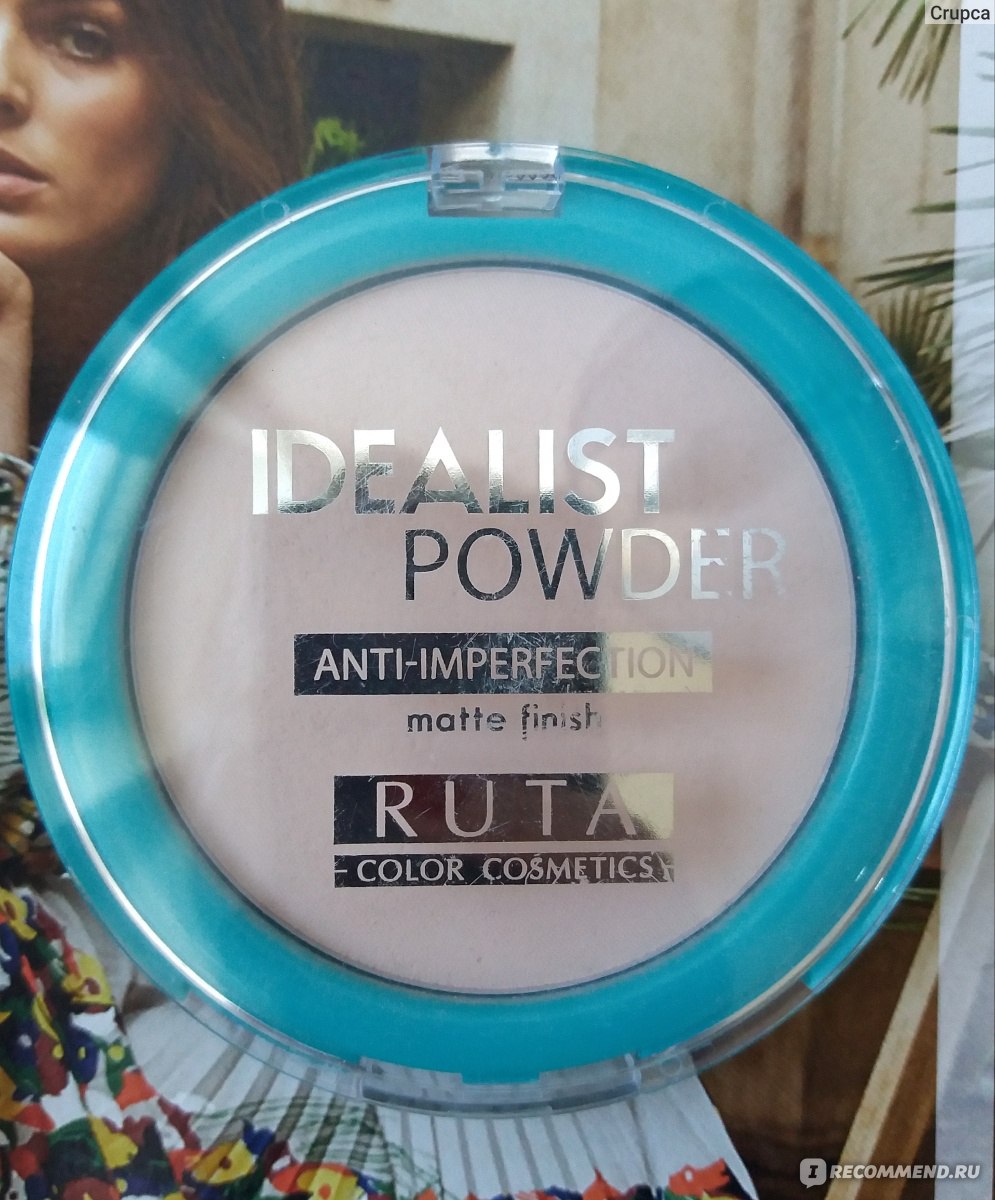 Crupca
IDEALIST
POWDER
ANTI-IMPERFECTION
matte finish
RUTA
COLOR COSMETICS
RECOMMEND.RU